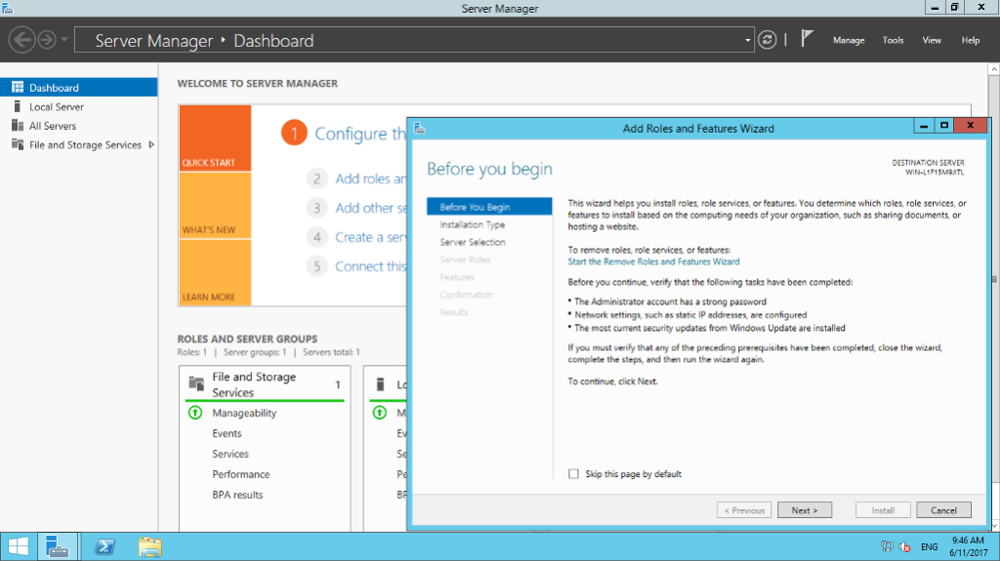 Server Manager
Server Manager ‣ Dashboard
Manage
Tools
View
Help
Dashboard
Local Server
All Servers
File and Storage Services
WELCOME TO SERVER MANAGER
QUICK START
WHAT'S NEW
LEARN MORE
1 Configure th
2 Add roles an
3 Add other se
4 Create a serv
5 Connect this
ROLES AND SERVER GROUPS
Roles: 1 | Server groups: 1 | Servers total: 1
File and Storage
Services
1
Manageability
Events
Services
Performance
BPA results
Lo
M
Ev
Se
Pe
BP
Add Roles and Features Wizard
Before you begin
DESTINATION SERVER
WIN-L1P15M9JITL
Before You Begin
Installation Type
Server Selection
Server Roles
Features
Confirmation
Results
This wizard helps you install roles, role services, or features. You determine which roles, role services, or
features to install based on the computing needs of your organization, such as sharing documents, or
hosting a website.
To remove roles, role services, or features:
Start the Remove Roles and Features Wizard
Before you continue, verify that the following tasks have been completed:
• The Administrator account has a strong password
• Network settings, such as static IP addresses, are configured
• The most current security updates from Windows Update are installed
If you must verify that any of the preceding prerequisites have been completed, close the wizard,
complete the steps, and then run the wizard again.
To continue, click Next.
Skip this page by default
< Previous
Next >
Install
Cancel
ENG
9:46 AM
6/11/2017